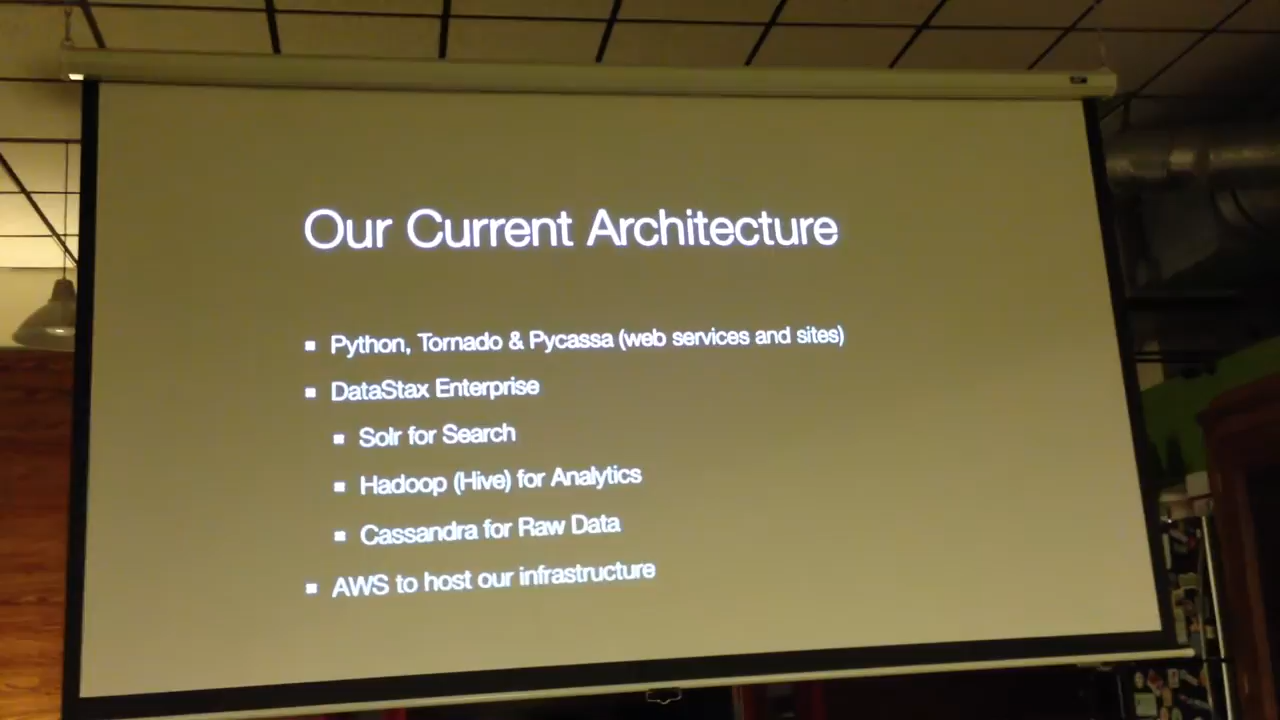 Our Current Architecture
Python, Tornado & Pycassa (web services and sites)
DataStax Enterprise
Solr for Search
Hadoop (Hive) for Analytics
Cassandra for Raw Data
AWS to host our infrastructure